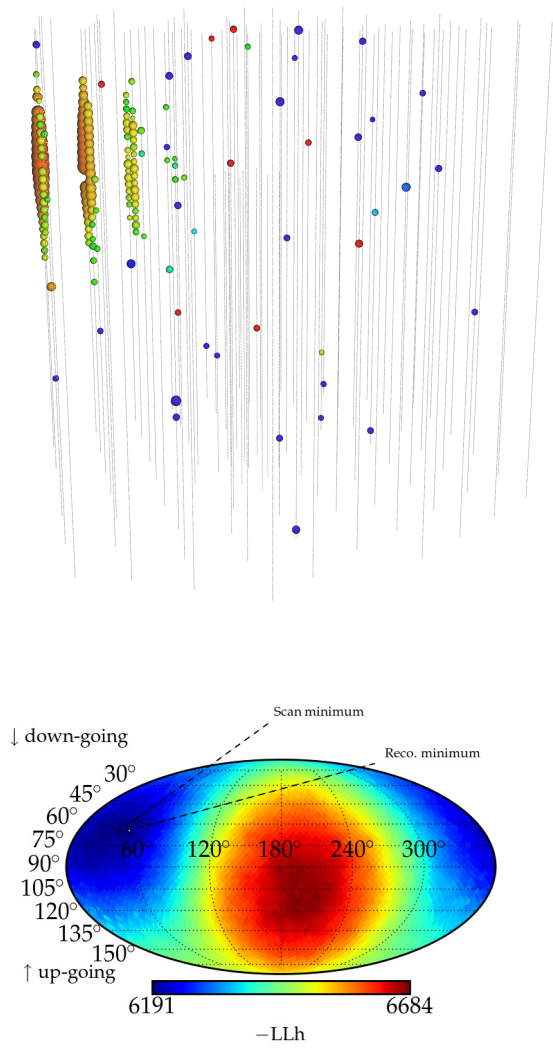 Scan minimum
↓ down-going
Reco. minimum
30°
45°
60°
75°
90°
105°
120°
135°
150°
60° 120° 180° 240° 300°
↑ up-going
6191 6684
−LLh